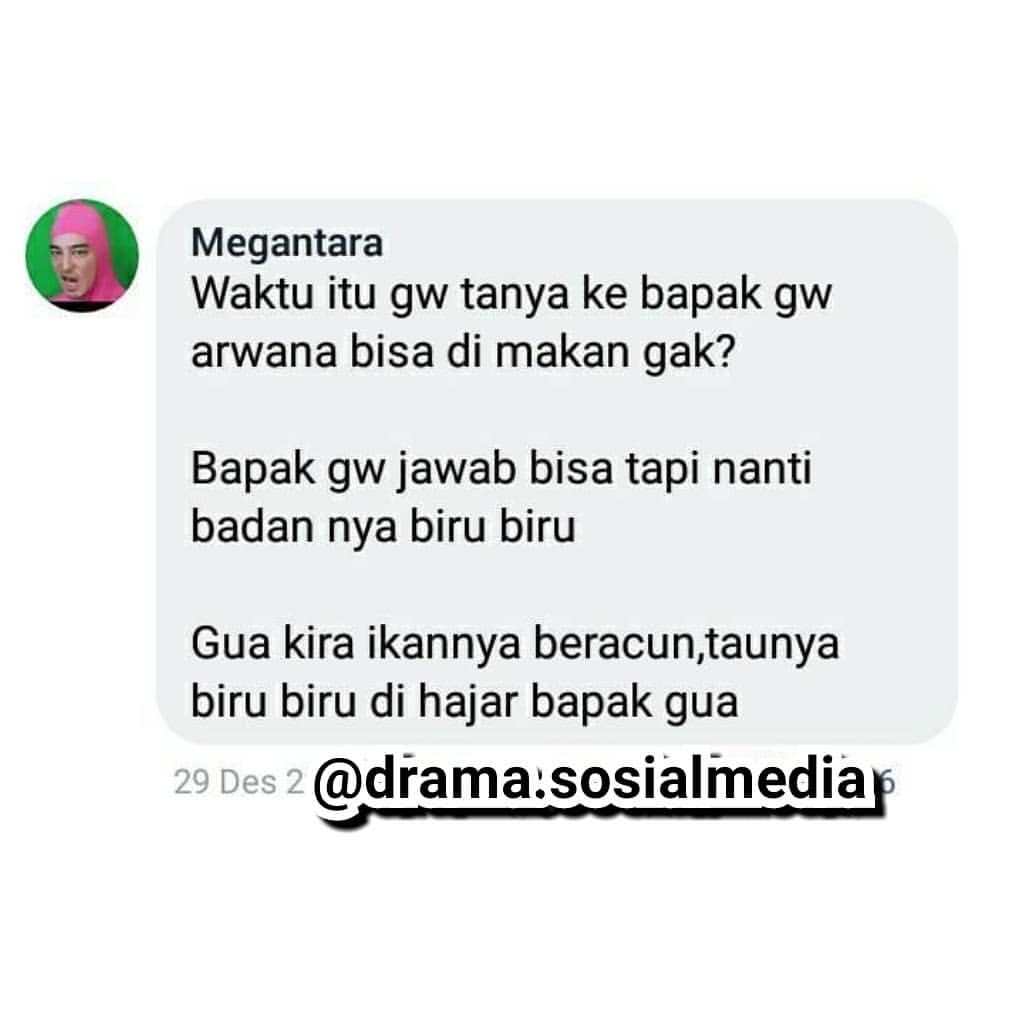 Megantara
Waktu itu gw tanya ke bapak gw
arwana bisa di makan gak?
Bapak gw jawab bisa tapi nanti
badan nya biru biru
Gua kira ikannya beracun,taunya
biru biru di hajar bapak gua
29 Des 2
@drama.sosialmedia
6